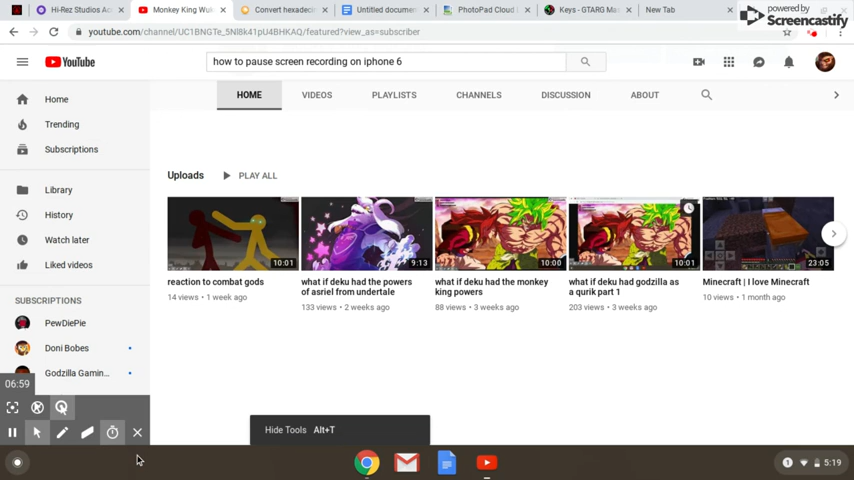 powered by
Screencastify
Hi-Rez Studios Ac
Monkey King Wuk
Convert hexadeci
Untitled documen
PhotoPad Cloud
Keys - GTARG Ma
New Tab
youtube.com/channel/UC1BNGTe_5Nl8k41pU4BHKAQ/featured?view_as=subscriber
YouTube
how to pause screen recording on iphone 6
HOME
VIDEOS
PLAYLISTS
CHANNELS
DISCUSSION
ABOUT
Home
Trending
Subscriptions
Library
History
Watch later
Liked videos
SUBSCRIPTIONS
PewDiePie
Doni Bobes
Godzilla Gamin...
Uploads
PLAY ALL
10:01
9:13
10:00
10:01
23:05
reaction to combat gods
14 views • 1 week ago
what if deku had the powers
of asriel from undertale
133 views • 2 weeks ago
what if deku had the monkey
king powers
88 views • 3 weeks ago
what if deku had godzilla as
a qurik part 1
203 views • 3 weeks ago
Minecraft | I love Minecraft
10 views • 1 month ago
06:59
Hide Tools Alt+T
1
5:19